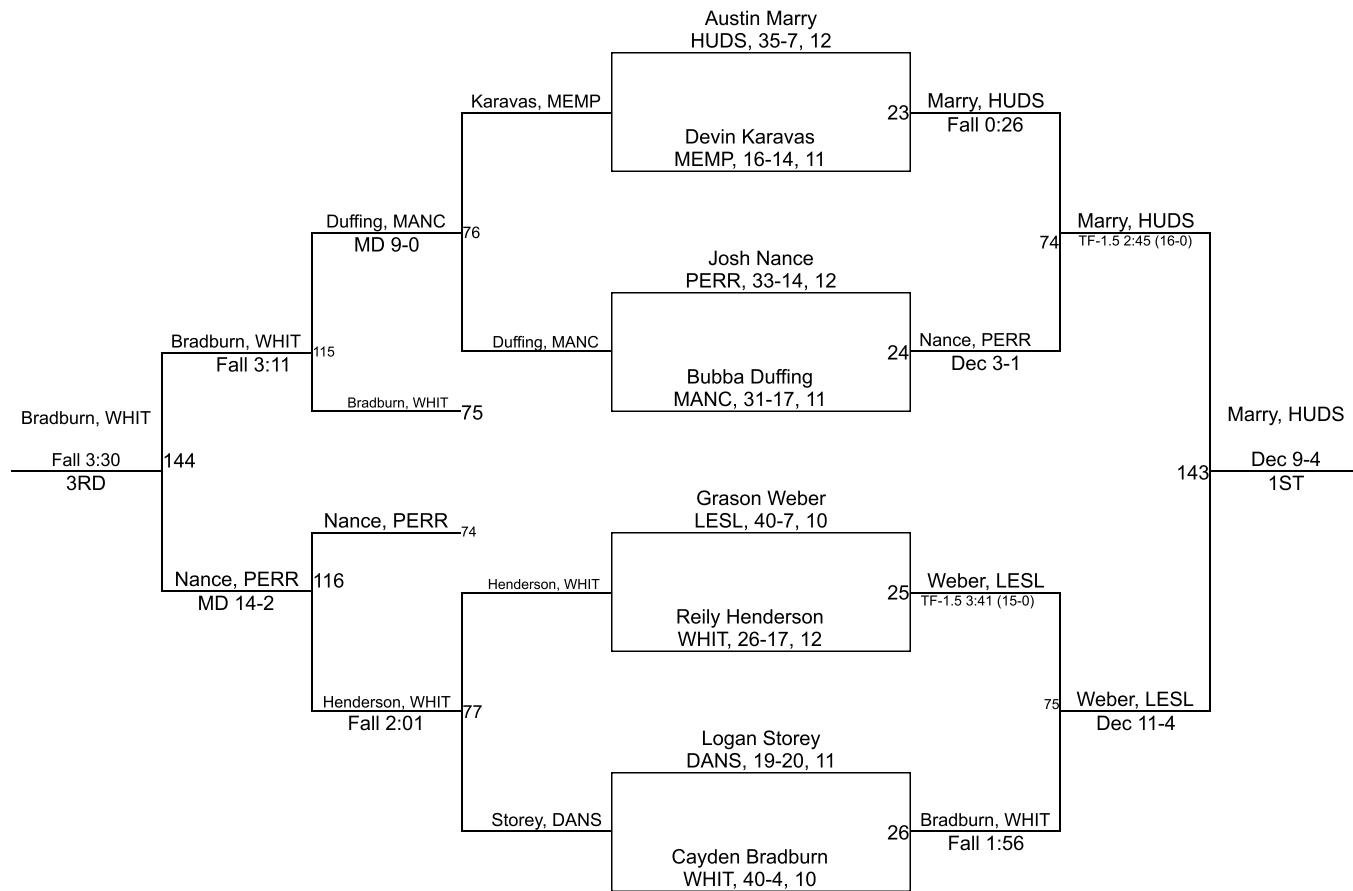 Austin Marry
HUDS, 35-7, 12
Karavas, MEMP
23
Marry, HUDS
Fall 0:26
Devin Karavas
MEMP, 16-14, 11
Duffing, MANC
76
MD 9-0
74
Marry, HUDS
TF-1.5 2:45 (16-0)
Josh Nance
PERR, 33-14, 12
Bradburn, WHIT
115
Fall 3:11
Duffing, MANC
24
Nance, PERR
Dec 3-1
Bubba Duffing
MANC, 31-17, 11
Bradburn, WHIT
75
Bradburn, WHIT
144
Fall 3:30
3RD
Marry, HUDS
143
Dec 9-4
1ST
Grason Weber
LESL, 40-7, 10
Nance, PERR
74
Nance, PERR
116
MD 14-2
Henderson, WHIT
25
Weber, LESL
TF-1.5 3:41 (15-0)
Reily Henderson
WHIT, 26-17, 12
Henderson, WHIT
77
Fall 2:01
75
Weber, LESL
Dec 11-4
Logan Storey
DANS, 19-20, 11
Storey, DANS
26
Bradburn, WHIT
Fall 1:56
Cayden Bradburn
WHIT, 40-4, 10